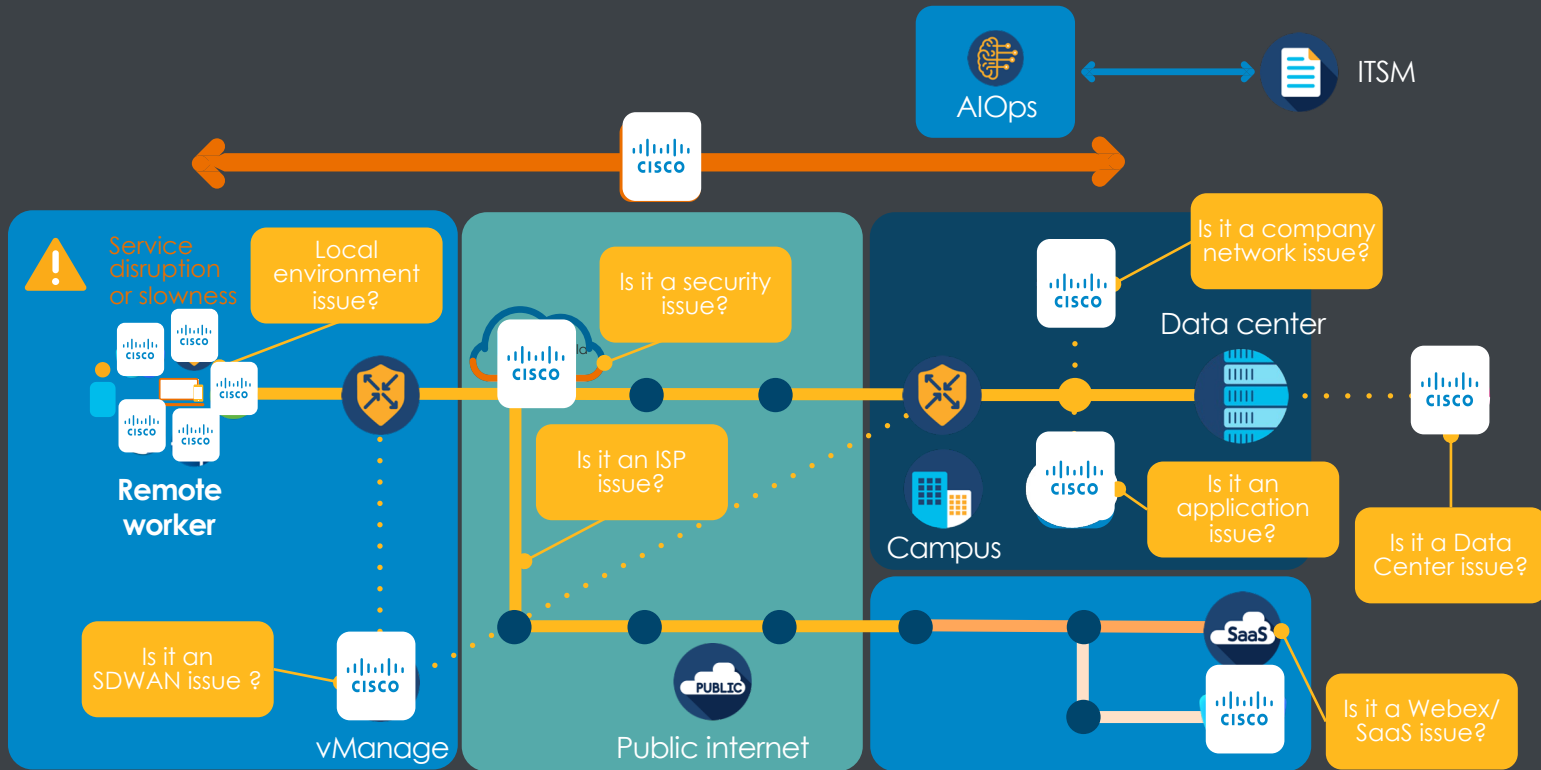 AIOps
ITSM
CISCO
Service
disruption
or slowness
Local
environment
issue?
Is it a security
issue?
Is it a company
network issue?
CISCO
Data center
CISCO
CISCO
CISCO
CISCO
CISCO
CISCO
CISCO
CISCO
Is it an ISP
issue?
Remote
worker
CISCO
Is it an
application
issue?
Campus
Is it a Data
Center issue?
Is it an
SDWAN issue ?
CISCO
vManage
PUBLIC
Public internet
SaaS
CISCO
Is it a Webex/
SaaS issue?